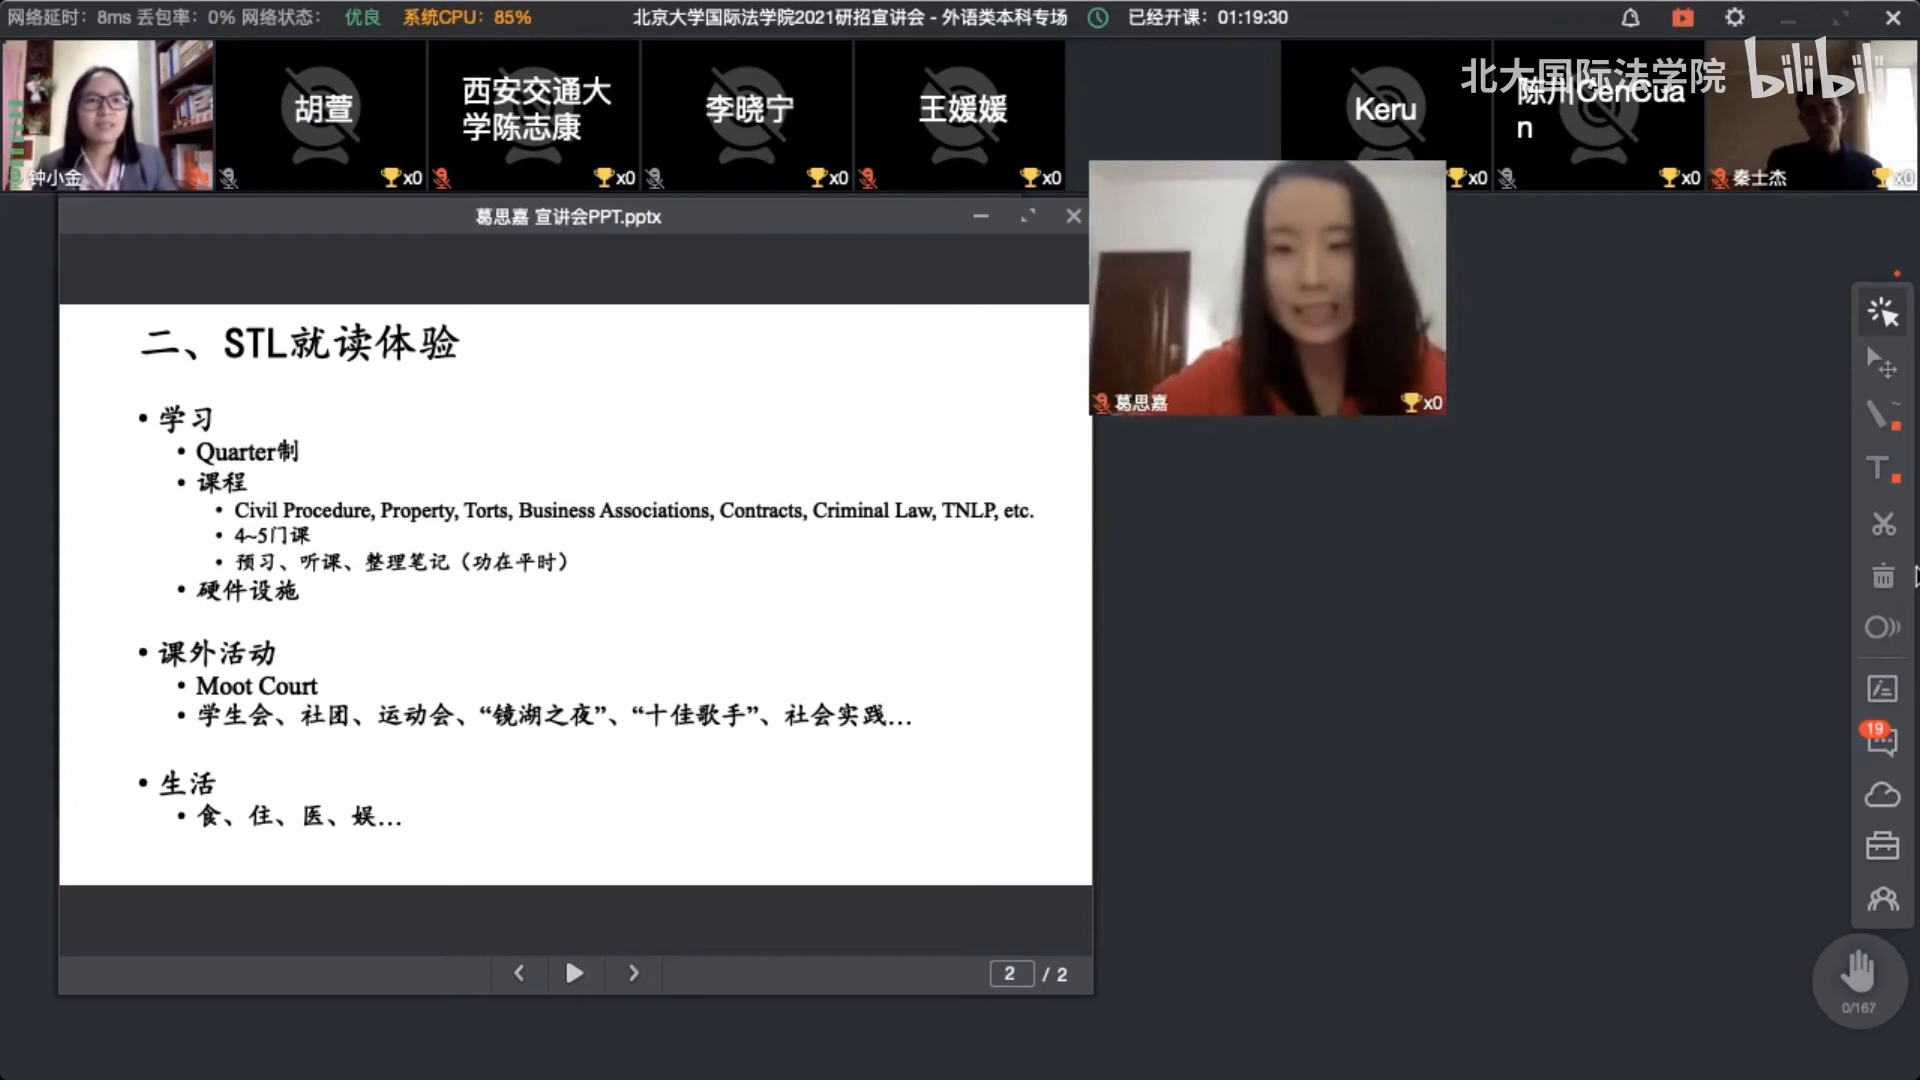 网络延时：8ms 丢包率：0% 网络状态：优良 系统CPU：85% 北京大学国际法学院2021研招宣讲会 - 外语类本科专场 已经开课：01:19:30
北大国际法学院 bilibili
钟小金
胡萱 x0
西安交通大
学陈志康 x0
李晓宁 x0
王媛媛 x0
Keru x0
陈川CenCua
n x0
秦士杰 x0
葛思嘉 x0
葛思嘉 宣讲会PPT.pptx
二、STL就读体验
• 学习
• Quarter制
• 课程
• Civil Procedure, Property, Torts, Business Associations, Contracts, Criminal Law, TNLP, etc.
• 4~5门课
• 预习、听课、整理笔记（功在平时）
• 硬件设施
• 课外活动
• Moot Court
• 学生会、社团、运动会、“镜湖之夜”、“十佳歌手”、社会实践…
• 生活
• 食、住、医、娱…
2 / 2
19
0/167